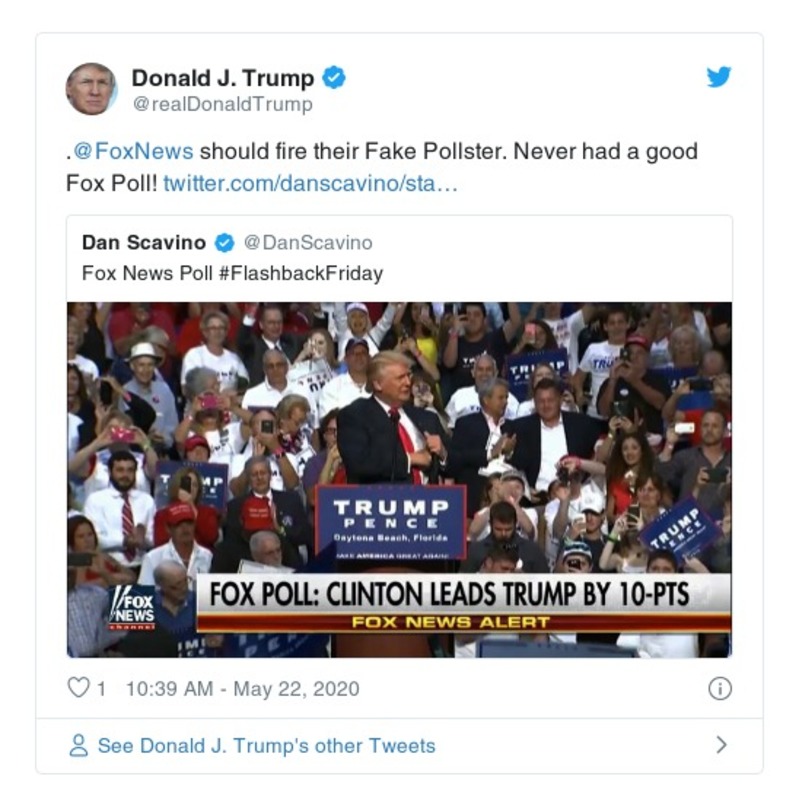 Donald J. Trump
@realDonaldTrump
.@FoxNews should fire their Fake Pollster. Never had a good
Fox Poll! twitter.com/danscavino/sta…
Dan Scavino @DanScavino
Fox News Poll #FlashbackFriday
TRUMP
PENCE
TRUMP
PENCE
Daytona Beach, Florida
MAKE AMERICA GREAT AGAIN!
TRUMP
PENCE
FOX
NEWS
channel
FOX POLL: CLINTON LEADS TRUMP BY 10-PTS
FOX NEWS ALERT
1 10:39 AM - May 22, 2020
See Donald J. Trump's other Tweets